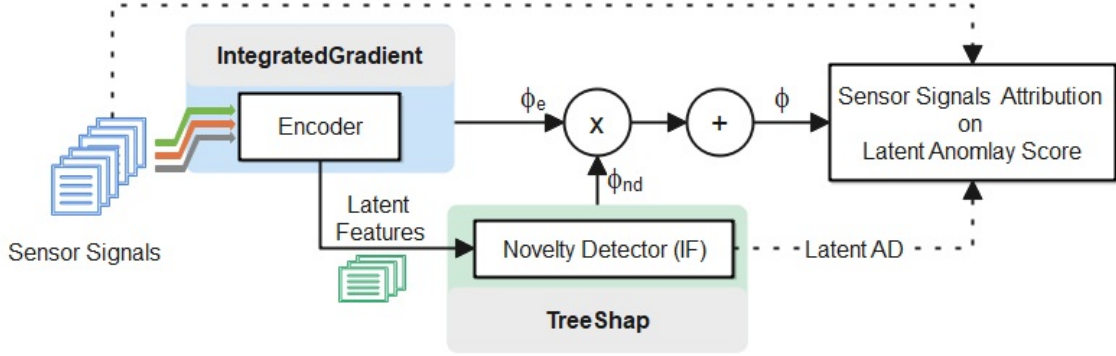 IntegratedGradient
Encoder
Sensor Signals
Latent
Features
ϕe
x
+
ϕ
ϕnd
Sensor Signals Attribution
on
Latent Anomlay Score
Novelty Detector (IF)
Latent AD
TreeShap